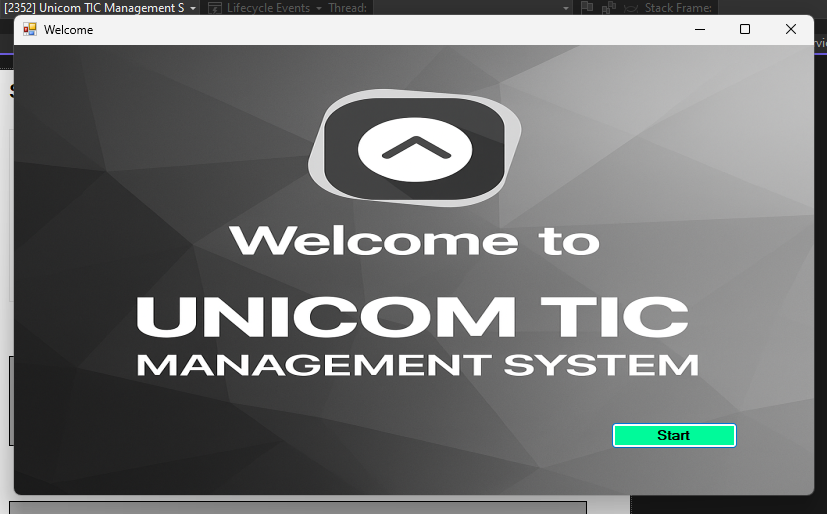 [2352] Unicom TIC Management S Lifecycle Events Thread: Stack Frame:
Welcome
Welcome to
UNICOM TIC
MANAGEMENT SYSTEM
Start